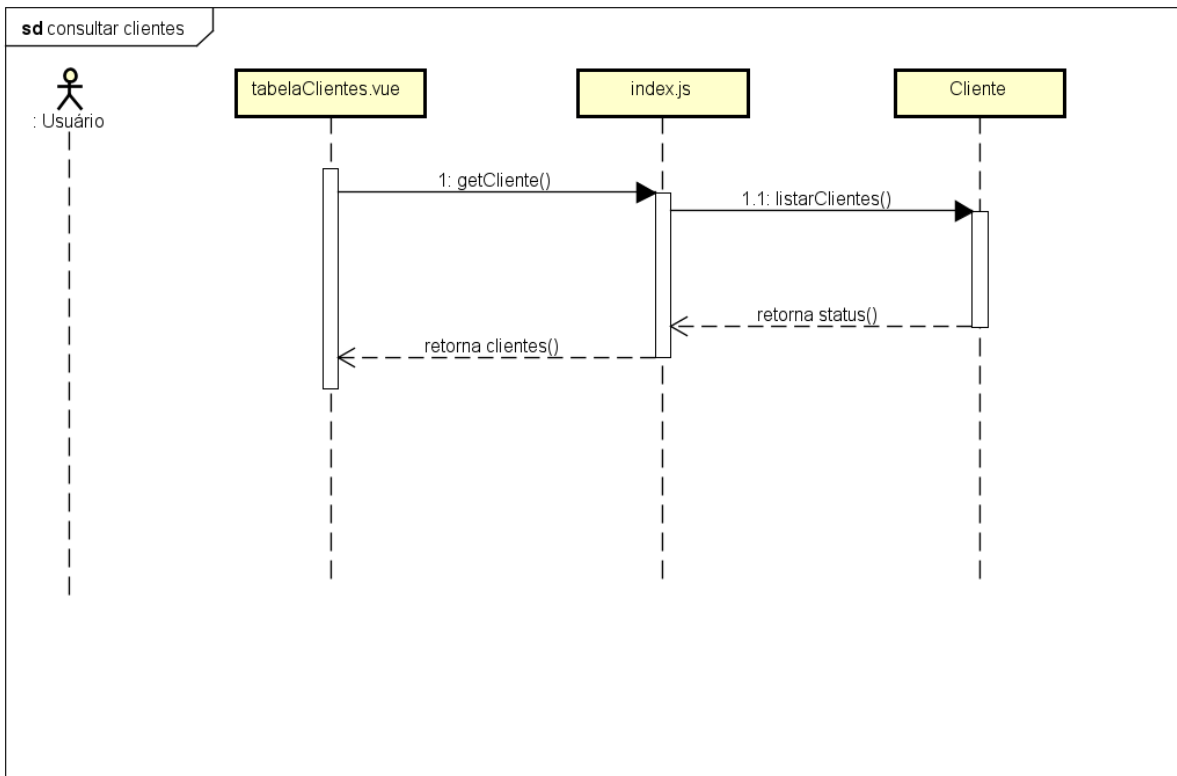 sd consultar clientes
: Usuário
tabelaClientes.vue
index.js
Cliente
1: getCliente()
1.1: listarClientes()
retorna status()
retorna clientes()